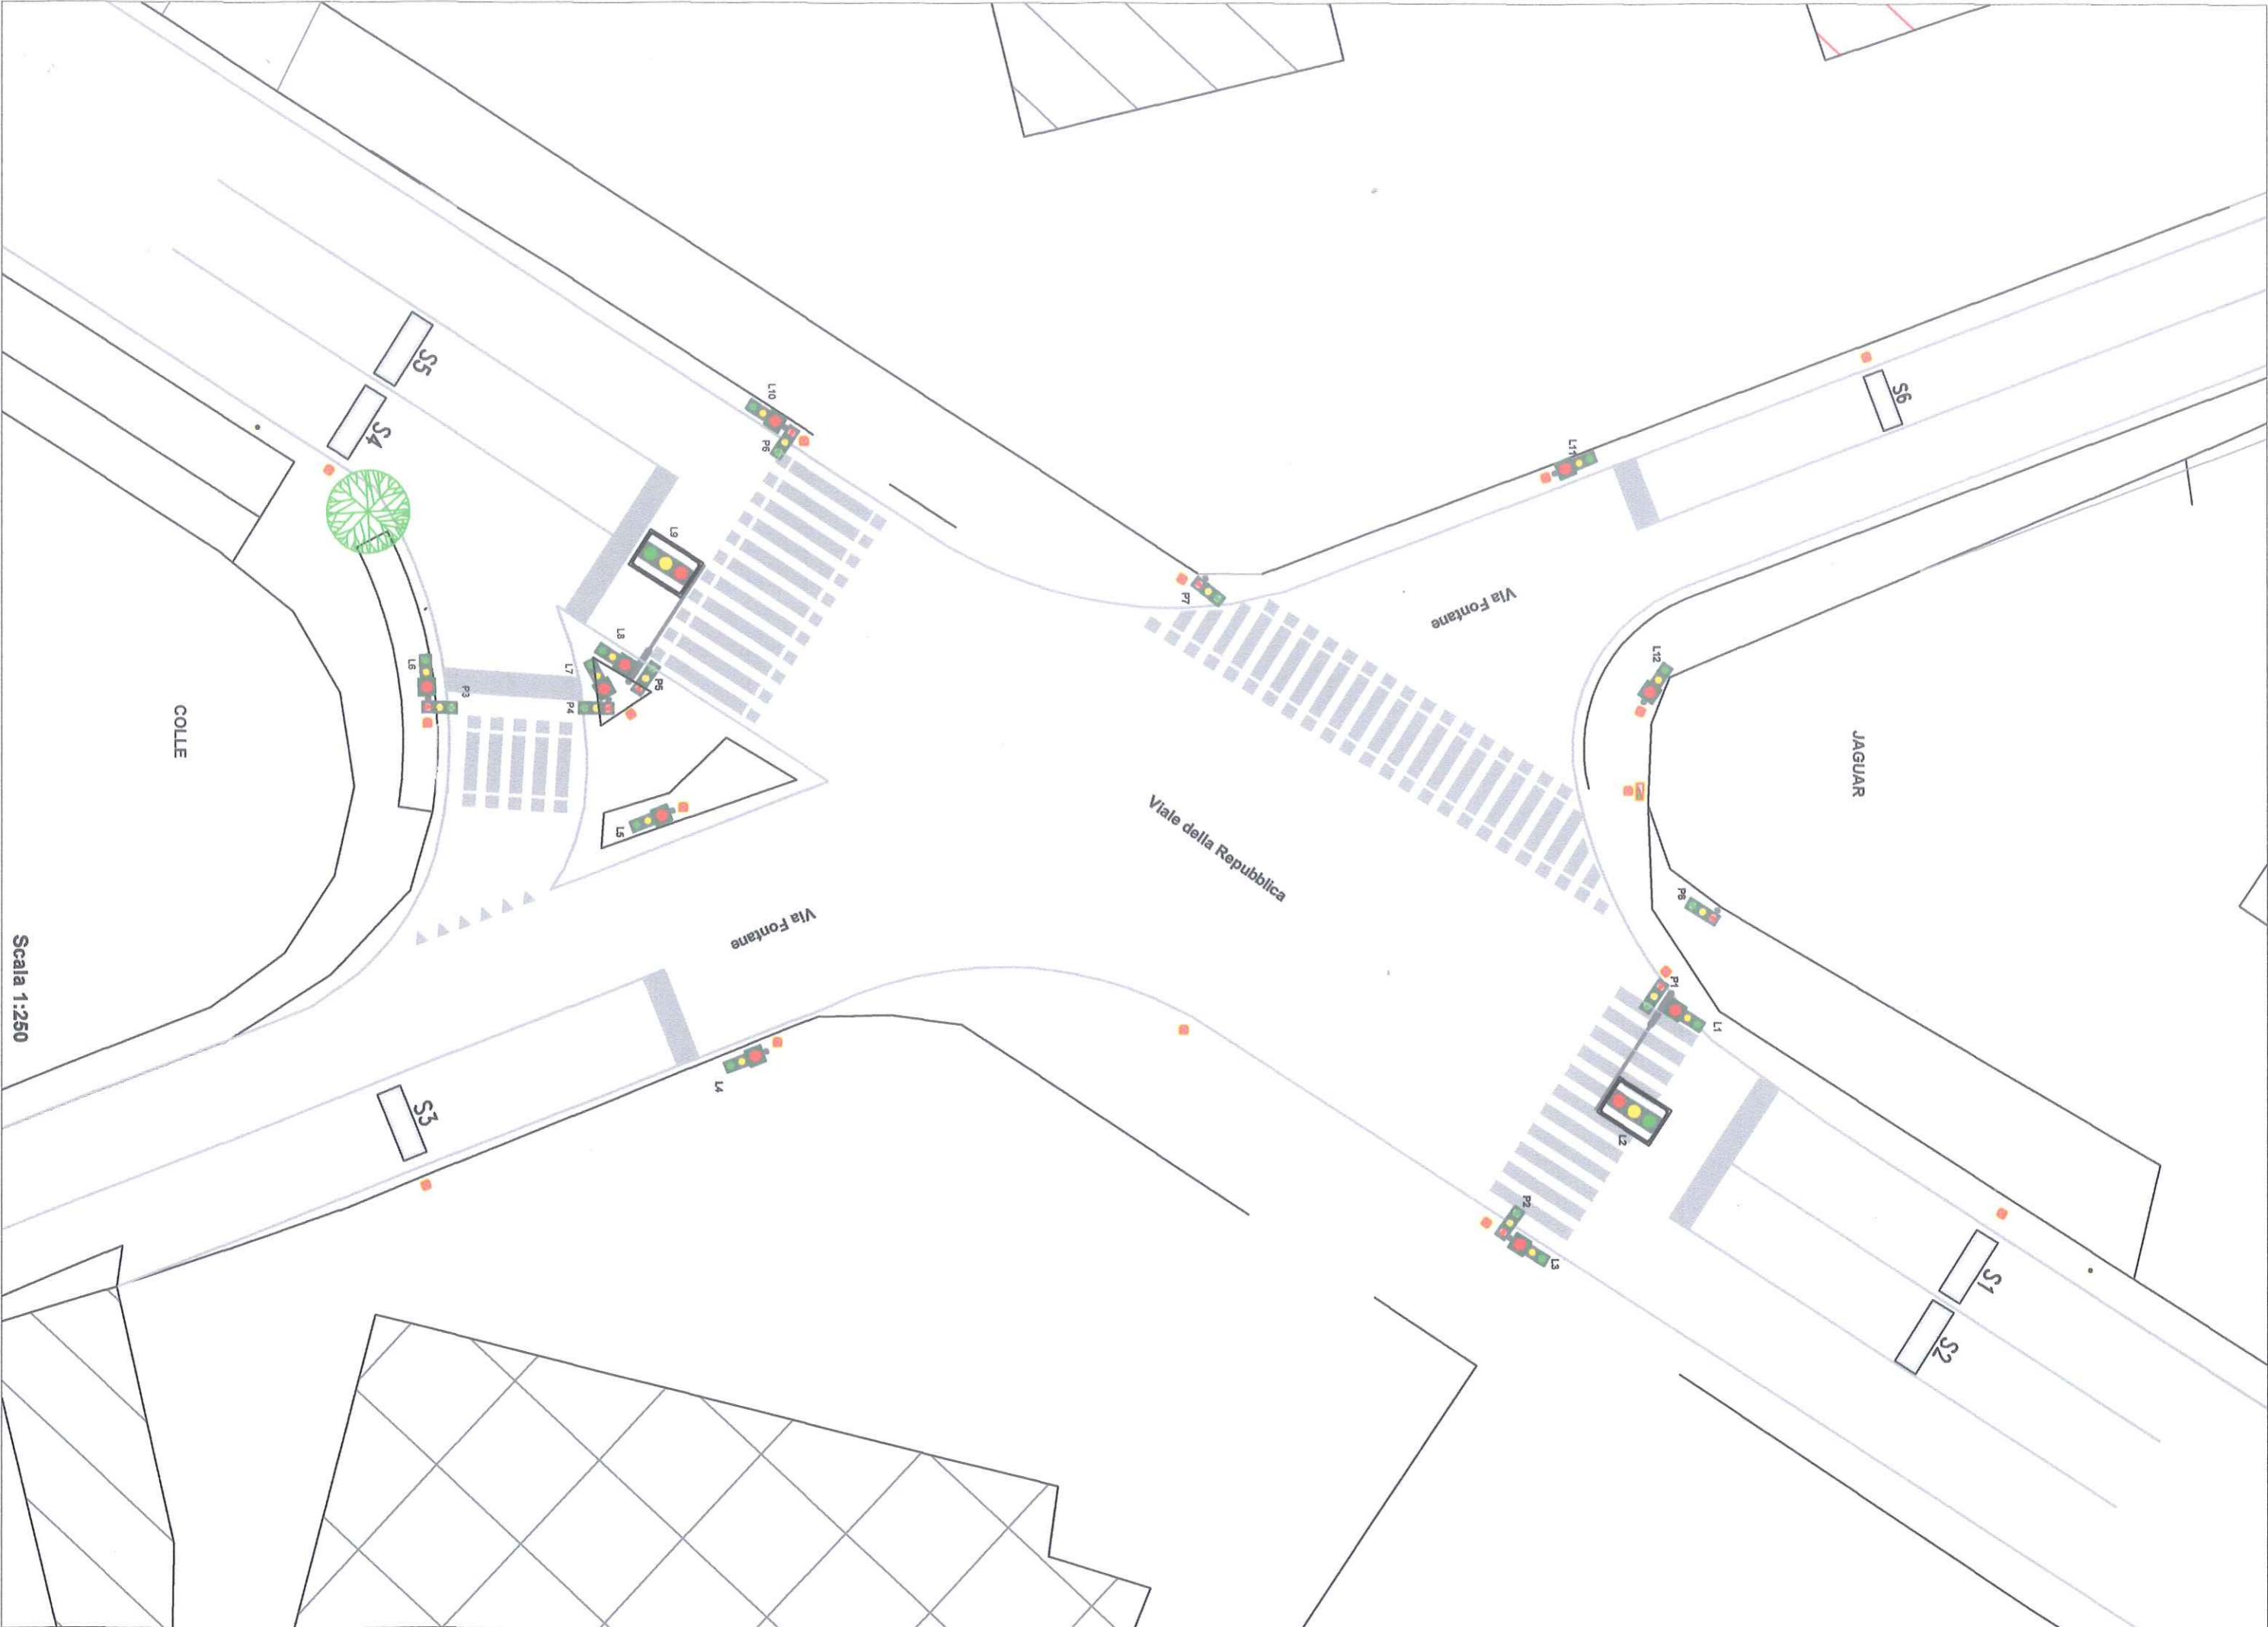 S6
S5
S4
L10
P6
L11
L9
P7
Via Fontane
L8
L7
P5
L6
P3
P4
L12
COLLE
JAGUAR
Viale della Repubblica
L5
P8
Via Fontane
P1
L1
Scala 1:250
L4
S3
L2
P2
L3
S1
S2